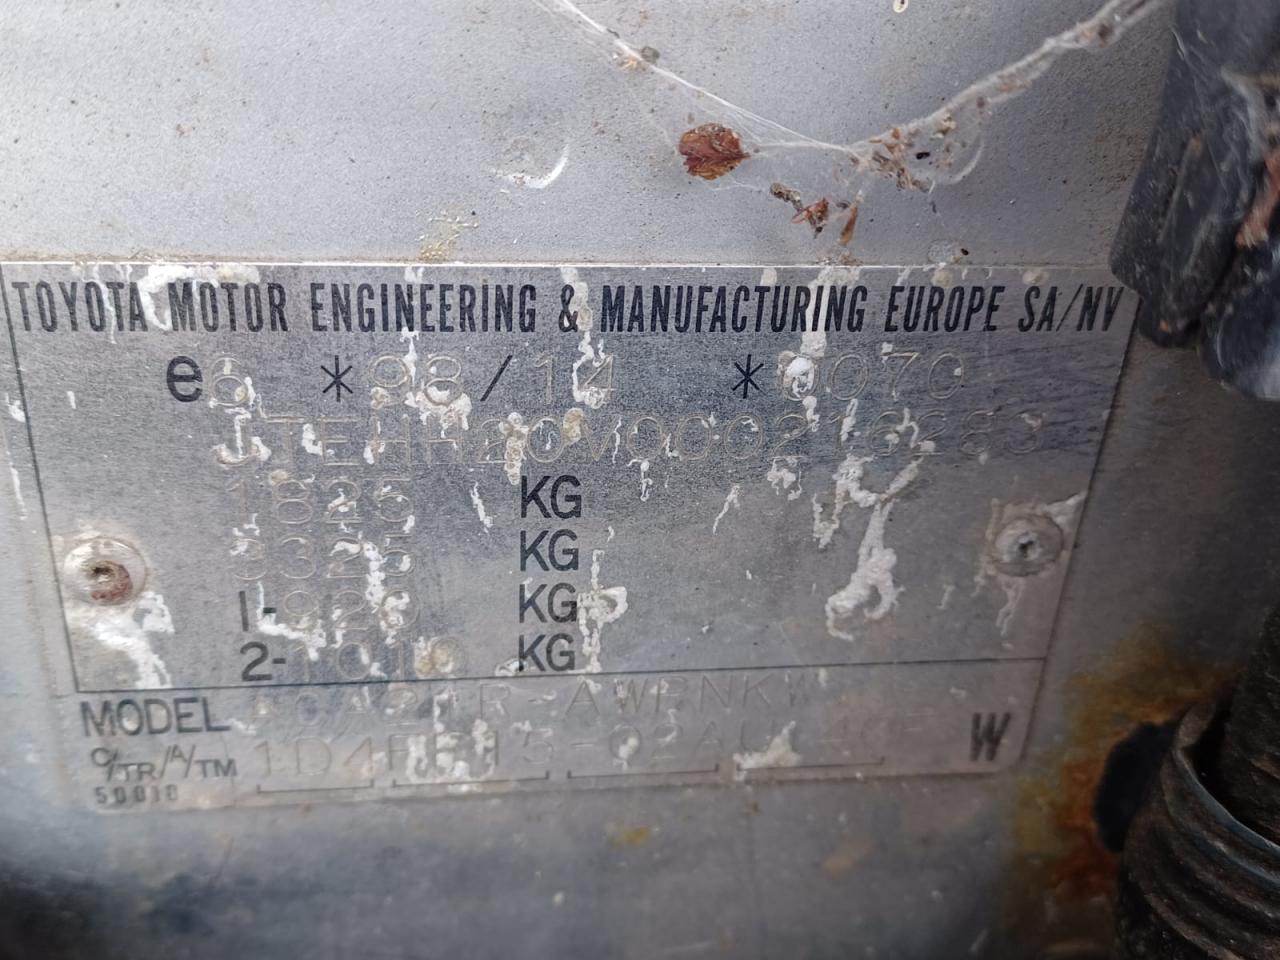 TOYOTA MOTOR ENGINEERING & MANUFACTURING EUROPE SA/NV
e6 *98/14 *0070
JTEHH20V000216283
1825 KG
3325 KG
1-920 KG
2-1010 KG
MODEL
C/TR/A/TM W
50010